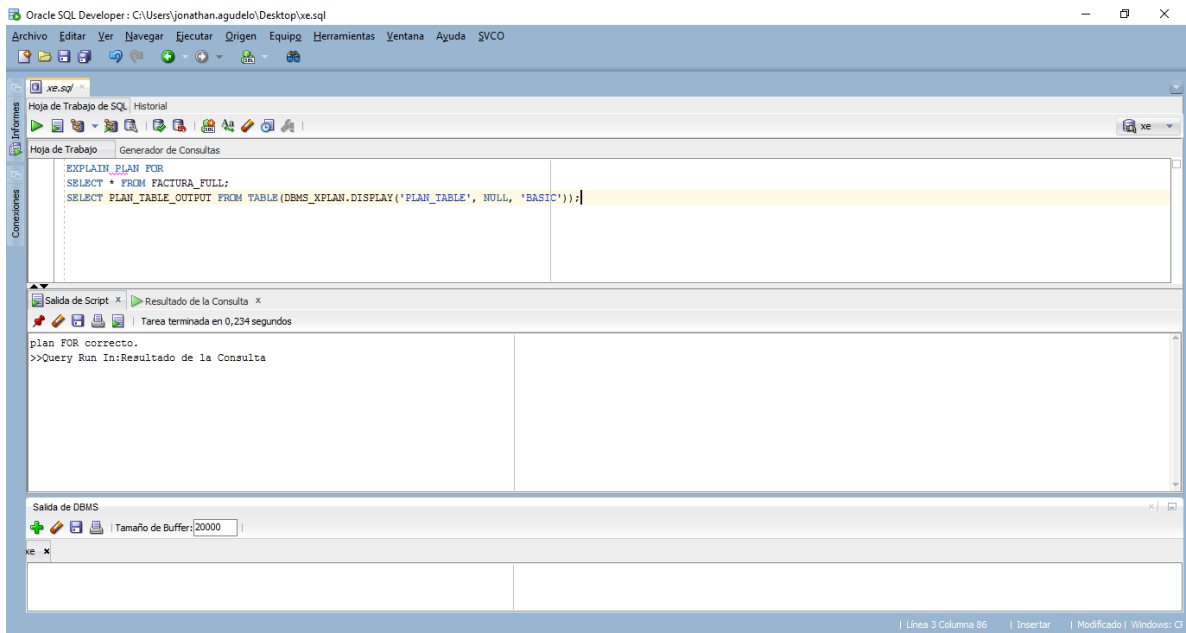 Oracle SQL Developer : C:\Users\jonathan.agudelo\Desktop\xe.sql
Archivo Editar Ver Navegar Ejecutar Origen Equipo Herramientas Ventana Ayuda SVCO
xe.sql
Hoja de Trabajo de SQL Historial
xe
Hoja de Trabajo Generador de Consultas
EXPLAIN PLAN FOR
SELECT * FROM FACTURA_FULL;
SELECT PLAN_TABLE_OUTPUT FROM TABLE(DBMS_XPLAN.DISPLAY('PLAN_TABLE', NULL, 'BASIC'));
Informes
Conexiones
Salida de Script x Resultado de la Consulta x
Tarea terminada en 0,234 segundos
plan FOR correcto.
>>Query Run In:Resultado de la Consulta
Salida de DBMS
Tamaño de Buffer: 20000
xe
Línea 3 Columna 86 | Insertar | Modificado | Windows: Cl